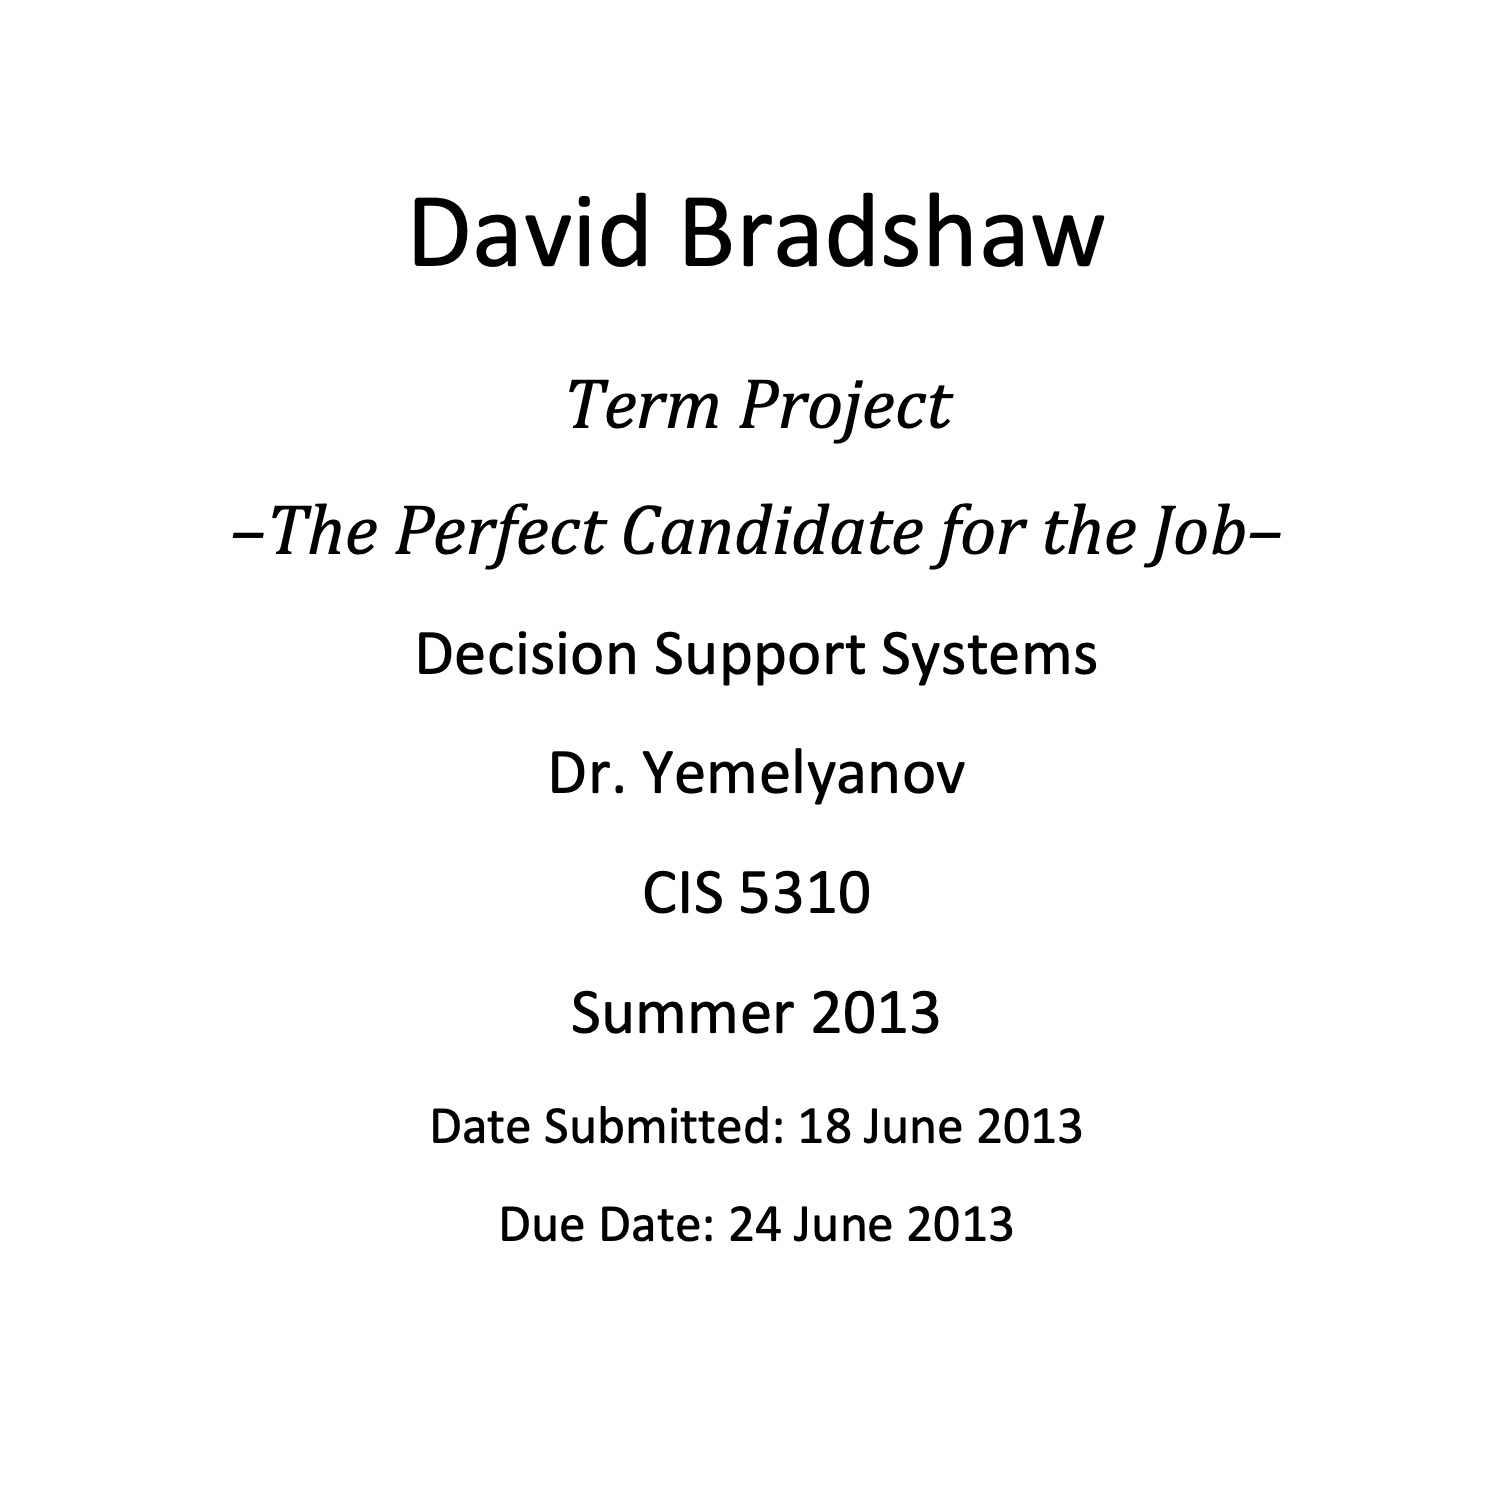 David Bradshaw
Term Project
–The Perfect Candidate for the Job–
Decision Support Systems
Dr. Yemelyanov
CIS 5310
Summer 2013
Date Submitted: 18 June 2013
Due Date: 24 June 2013